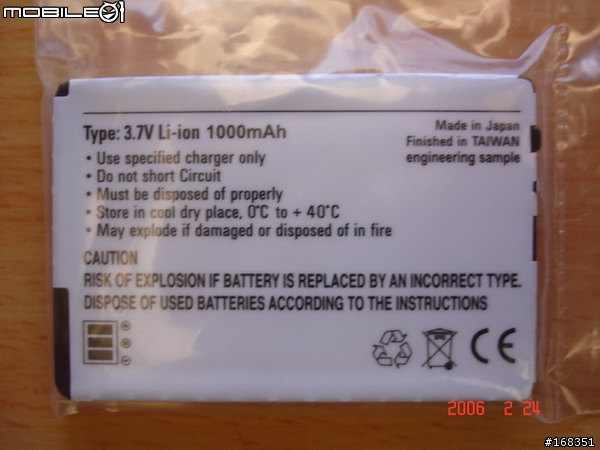 MOBILE01
Type: 3.7V Li-ion 1000mAh
Made in Japan
Finished in TAIWAN
engineering sample
• Use specified charger only
• Do not short Circuit
• Must be disposed of properly
• Store in cool dry place, 0°C to + 40°C
• May explode if damaged or disposed of in fire
CAUTION
RISK OF EXPLOSION IF BATTERY IS REPLACED BY AN INCORRECT TYPE.
DISPOSE OF USED BATTERIES ACCORDING TO THE INSTRUCTIONS
CE
2006 2 24
#168351